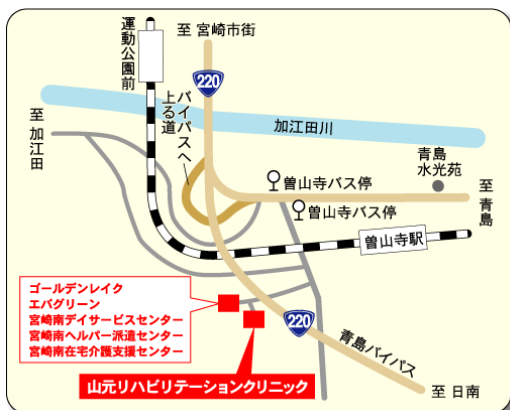 至 宮崎市街
運動公園前
220
バイパスへ
上る道
加江田川
至 加江田
青島
水光苑
曽山寺バス停
曽山寺バス停
至 青島
曽山寺駅
ゴールデンレイク
エバグリーン
宮崎南デイサービスセンター
宮崎南ヘルパー派遣センター
宮崎南在宅介護支援センター
220
青島バイパス
山元リハビリテーションクリニック
至 日南